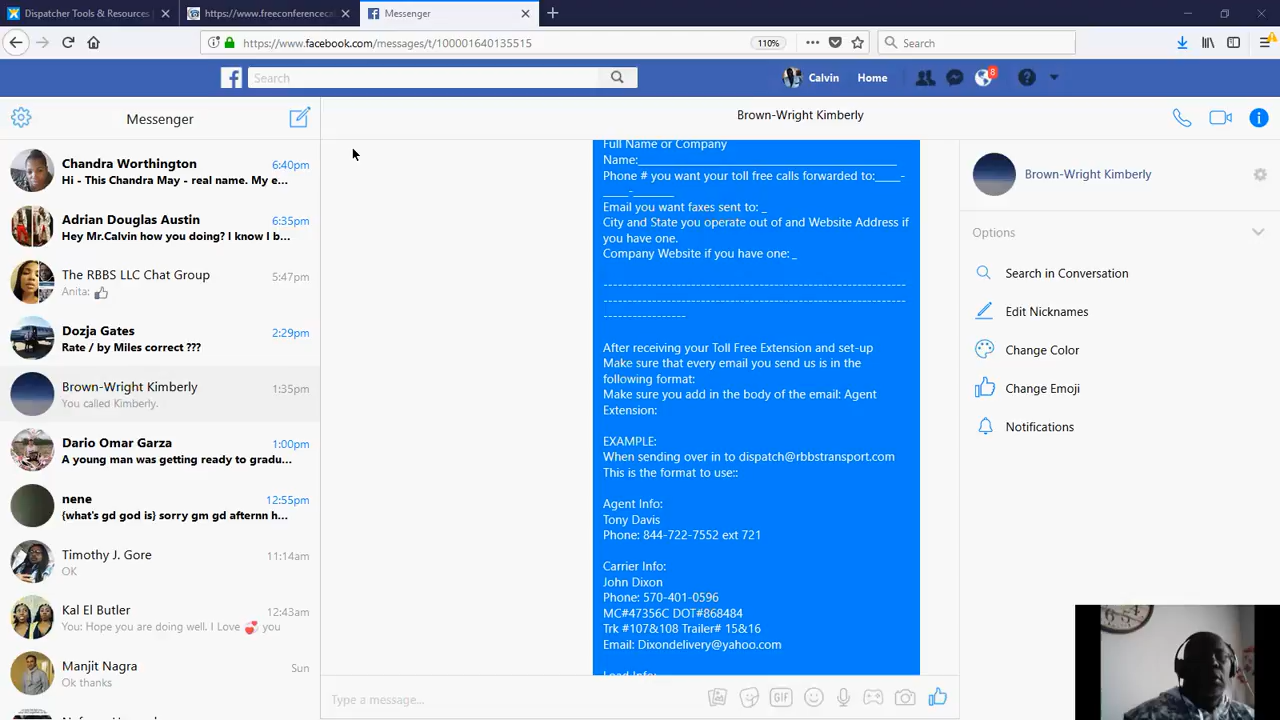 Dispatcher Tools & Resources |
https://www.freeconferenceca
Messenger
https://www.facebook.com/messages/t/100001640135515
110%
Search
Search
Calvin
Home
8
Messenger
Brown-Wright Kimberly
Chandra Worthington
6:40pm
Hi - This Chandra May - real name. My e...
Adrian Douglas Austin
6:35pm
Hey Mr.Calvin how you doing? I know I b...
The RBBS LLC Chat Group
5:47pm
Anita:
Dozja Gates
2:29pm
Rate / by Miles correct ???
Brown-Wright Kimberly
1:35pm
You called Kimberly.
Dario Omar Garza
1:00pm
A young man was getting ready to gradu...
nene
12:55pm
{what's gd god is} sorry gm gd afternn h...
Timothy J. Gore
11:14am
OK
Kal El Butler
12:43am
You: Hope you are doing well. I Love 💞 you
Manjit Nagra
Sun
Ok thanks
Full Name or Company
Name:___________________________________________
Phone # you want your toll free calls forwarded to:_____-
_____-________
Email you want faxes sent to: _
City and State you operate out of and Website Address if
you have one.
Company Website if you have one: _
--------------------------------------------------------------
--------------------------------------------------------------
-----------------
After receiving your Toll Free Extension and set-up
Make sure that every email you send us is in the
following format:
Make sure you add in the body of the email: Agent
Extension:
EXAMPLE:
When sending over in to dispatch@rbbstransport.com
This is the format to use::
Agent Info:
Tony Davis
Phone: 844-722-7552 ext 721
Carrier Info:
John Dixon
Phone: 570-401-0596
MC#47356C DOT#868484
Trk #107&108 Trailer# 15&16
Email: Dixondelivery@yahoo.com
Load Info:
Type a message...
GIF
Brown-Wright Kimberly
Options
Search in Conversation
Edit Nicknames
Change Color
Change Emoji
Notifications